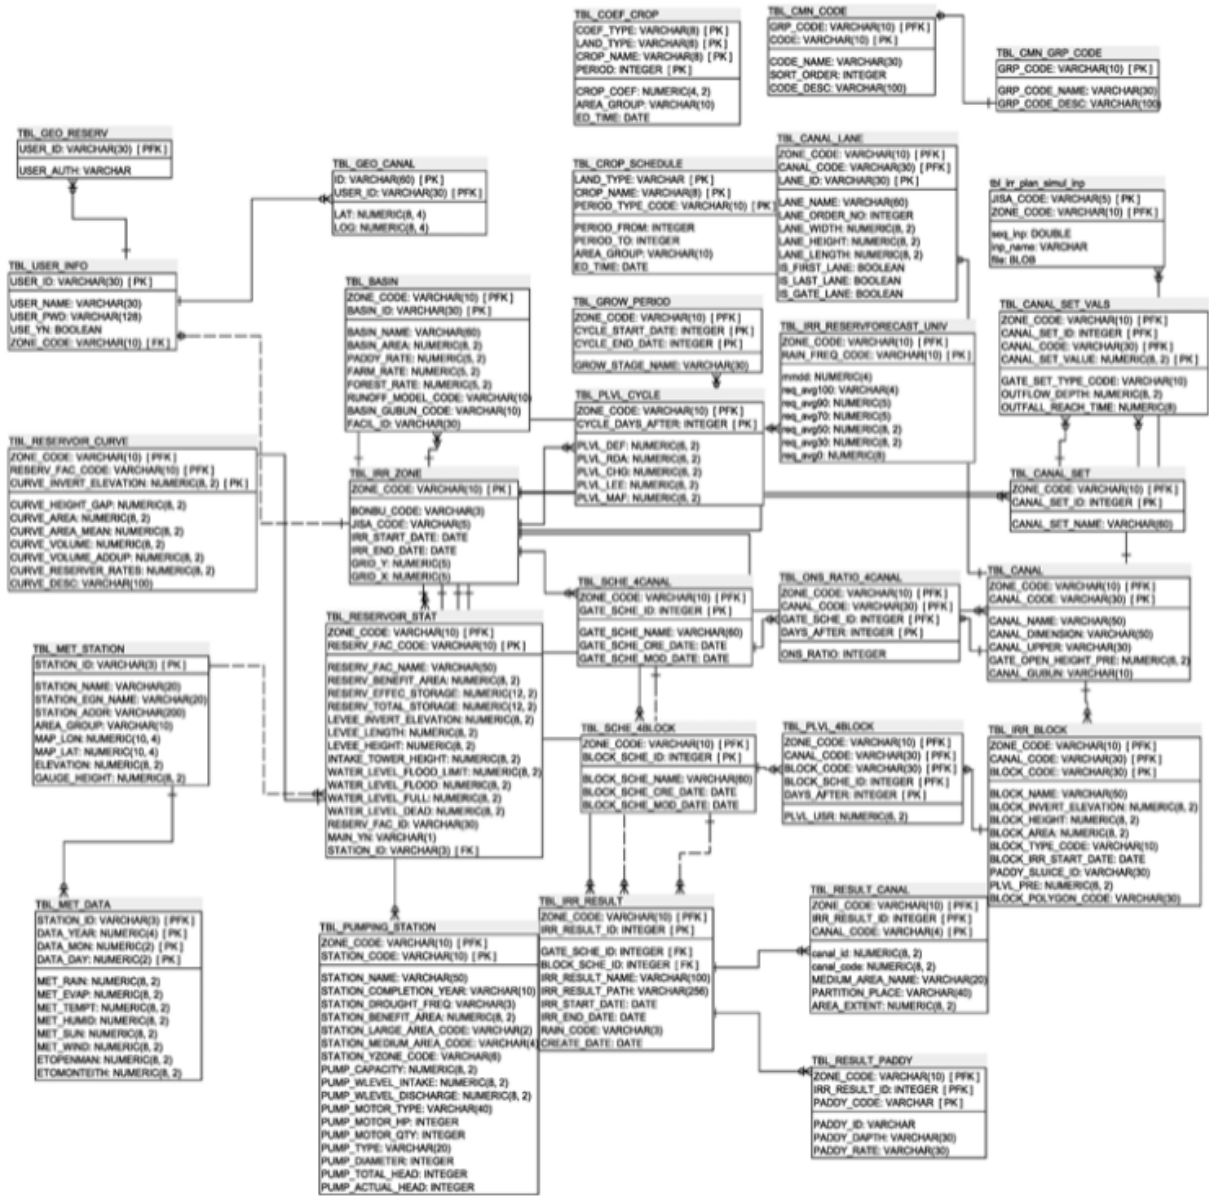 TBL_COEF_CROP
COEF_TYPE: VARCHAR(8) [ PK ]
LAND_TYPE: VARCHAR(6) [ PK ]
CROP_NAME: VARCHAR(8) [ PK ]
PERIOD: INTEGER [ PK ]
CROP_COEF: NUMERIC(4, 2)
AREA_GROUP: VARCHAR(10)
ED_TIME: DATE
TBL_CMN_CODE
GRP_CODE: VARCHAR(10) [ PFK ]
CODE: VARCHAR(10) [ PK ]
CODE_NAME: VARCHAR(30)
SORT_ORDER: INTEGER
CODE_DESC: VARCHAR(100)
TBL_CMN_GRP_CODE
GRP_CODE: VARCHAR(10) [ PK ]
GRP_CODE_NAME: VARCHAR(30)
GRP_CODE_DESC: VARCHAR(100)
TBL_GEO_RESERV
USER_ID: VARCHAR(30) [ PFK ]
USER_AUTH: VARCHAR
TBL_GEO_CANAL
ID: VARCHAR(60) [ PK ]
USER_ID: VARCHAR(30) [ PFK ]
LAT: NUMERIC(8, 4)
LOG: NUMERIC(8, 4)
TBL_CROP_SCHEDULE
LAND_TYPE: VARCHAR [ PK ]
CROP_NAME: VARCHAR(8) [ PK ]
PERIOD_TYPE_CODE: VARCHAR(10) [ PK ]
PERIOD_FROM: INTEGER
PERIOD_TO: INTEGER
AREA_GROUP: VARCHAR(10)
ED_TIME: DATE
TBL_CANAL_LANE
ZONE_CODE: VARCHAR(10) [ PFK ]
CANAL_CODE: VARCHAR(30) [ PFK ]
LANE_ID: VARCHAR(30) [ PK ]
LANE_NAME: VARCHAR(60)
LANE_ORDER_NO: INTEGER
LANE_WIDTH: NUMERIC(8, 2)
LANE_HEIGHT: NUMERIC(8, 2)
LANE_LENGTH: NUMERIC(8, 2)
IS_FIRST_LANE: BOOLEAN
IS_LAST_LANE: BOOLEAN
IS_GATE_LANE: BOOLEAN
tbl_irr_plan_simul_inp
JISA_CODE: VARCHAR(5) [ PK ]
ZONE_CODE: VARCHAR(10) [ PFK ]
seq_inp: DOUBLE
inp_name: VARCHAR
file: BLOB
TBL_USER_INFO
USER_ID: VARCHAR(30) [ PK ]
USER_NAME: VARCHAR(30)
USER_PWD: VARCHAR(128)
USE_YN: BOOLEAN
ZONE_CODE: VARCHAR(10) [ FK ]
TBL_BASIN
ZONE_CODE: VARCHAR(10) [ PFK ]
BASIN_ID: VARCHAR(30) [ PK ]
BASIN_NAME: VARCHAR(60)
BASIN_AREA: NUMERIC(8, 2)
PADDY_RATE: NUMERIC(5, 2)
FARM_RATE: NUMERIC(5, 2)
FOREST_RATE: NUMERIC(5, 2)
RUNOFF_MODEL_CODE: VARCHAR(10)
BASIN_GUBUN_CODE: VARCHAR(10)
FACIL_ID: VARCHAR(30)
TBL_GROW_PERIOD
ZONE_CODE: VARCHAR(10) [ PFK ]
CYCLE_START_DATE: INTEGER [ PK ]
CYCLE_END_DATE: INTEGER [ PK ]
GROW_STAGE_NAME: VARCHAR(30)
TBL_IRR_RESERVFORECAST_UNIV
ZONE_CODE: VARCHAR(10) [ PFK ]
RAIN_FREQ_CODE: VARCHAR(10) [ PK ]
mmdd: NUMERIC(4)
req_avg100: VARCHAR(4)
req_avg90: NUMERIC(5)
req_avg70: NUMERIC(5)
req_avg50: NUMERIC(8, 2)
req_avg30: NUMERIC(8, 2)
req_avg0: NUMERIC(8)
TBL_CANAL_SET_VALS
ZONE_CODE: VARCHAR(10) [ PFK ]
CANAL_SET_ID: INTEGER [ PFK ]
CANAL_CODE: VARCHAR(30) [ PFK ]
CANAL_SET_VALUE: NUMERIC(8, 2) [ PK ]
GATE_SET_TYPE_CODE: VARCHAR(10)
OUTFLOW_DEPTH: NUMERIC(8, 2)
OUTFALL_REACH_TIME: NUMERIC(8)
TBL_PLVL_CYCLE
ZONE_CODE: VARCHAR(10) [ PFK ]
CYCLE_DAYS_AFTER: INTEGER [ PK ]
PLVL_DEF: NUMERIC(6, 2)
PLVL_RDA: NUMERIC(6, 2)
PLVL_CHG: NUMERIC(6, 2)
PLVL_LEE: NUMERIC(6, 2)
PLVL_MAF: NUMERIC(6, 2)
TBL_RESERVOIR_CURVE
ZONE_CODE: VARCHAR(10) [ PFK ]
RESERV_FAC_CODE: VARCHAR(10) [ PFK ]
CURVE_INVERT_ELEVATION: NUMERIC(8, 2) [ PK ]
CURVE_HEIGHT_GAP: NUMERIC(8, 2)
CURVE_AREA: NUMERIC(8, 2)
CURVE_AREA_MEAN: NUMERIC(8, 2)
CURVE_VOLUME: NUMERIC(8, 2)
CURVE_VOLUME_ADDUP: NUMERIC(8, 2)
CURVE_RESERVER_RATES: NUMERIC(8, 2)
CURVE_DESC: VARCHAR(100)
TBL_IRR_ZONE
ZONE_CODE: VARCHAR(10) [ PK ]
BONBU_CODE: VARCHAR(3)
JISA_CODE: VARCHAR(5)
IRR_START_DATE: DATE
IRR_END_DATE: DATE
GRID_Y: NUMERIC(5)
GRID_X: NUMERIC(5)
TBL_CANAL_SET
ZONE_CODE: VARCHAR(10) [ PFK ]
CANAL_SET_ID: INTEGER [ PK ]
CANAL_SET_NAME: VARCHAR(60)
TBL_SCHE_4CANAL
ZONE_CODE: VARCHAR(10) [ PFK ]
GATE_SCHE_ID: INTEGER [ PK ]
GATE_SCHE_NAME: VARCHAR(60)
GATE_SCHE_CRE_DATE: DATE
GATE_SCHE_MOD_DATE: DATE
TBL_ONS_RATIO_4CANAL
ZONE_CODE: VARCHAR(10) [ PFK ]
CANAL_CODE: VARCHAR(30) [ PFK ]
GATE_SCHE_ID: INTEGER [ PFK ]
DAYS_AFTER: INTEGER [ PK ]
ONS_RATIO: INTEGER
TBL_CANAL
ZONE_CODE: VARCHAR(10) [ PFK ]
CANAL_CODE: VARCHAR(30) [ PK ]
CANAL_NAME: VARCHAR(50)
CANAL_DIMENSION: VARCHAR(50)
CANAL_UPPER: VARCHAR(30)
GATE_OPEN_HEIGHT_PRE: NUMERIC(8, 2)
CANAL_GUBUN: VARCHAR(10)
TBL_RESERVOIR_STAT
ZONE_CODE: VARCHAR(10) [ PFK ]
RESERV_FAC_CODE: VARCHAR(10) [ PK ]
RESERV_FAC_NAME: VARCHAR(50)
RESERV_BENEFIT_AREA: NUMERIC(8, 2)
RESERV_EFFEC_STORAGE: NUMERIC(12, 2)
RESERV_TOTAL_STORAGE: NUMERIC(12, 2)
LEVEE_INVERT_ELEVATION: NUMERIC(8, 2)
LEVEE_LENGTH: NUMERIC(8, 2)
LEVEE_HEIGHT: NUMERIC(8, 2)
INTAKE_TOWER_HEIGHT: NUMERIC(8, 2)
WATER_LEVEL_FLOOD_LIMIT: NUMERIC(8, 2)
WATER_LEVEL_FLOOD: NUMERIC(8, 2)
WATER_LEVEL_FULL: NUMERIC(8, 2)
WATER_LEVEL_DEAD: NUMERIC(8, 2)
RESERV_FAC_ID: VARCHAR(30)
MAIN_YN: VARCHAR(1)
STATION_ID: VARCHAR(3) [ FK ]
TBL_MET_STATION
STATION_ID: VARCHAR(3) [ PK ]
STATION_NAME: VARCHAR(20)
STATION_EGN_NAME: VARCHAR(20)
STATION_ADDR: VARCHAR(200)
AREA_GROUP: VARCHAR(10)
MAP_LON: NUMERIC(10, 4)
MAP_LAT: NUMERIC(10, 4)
ELEVATION: NUMERIC(8, 2)
GAUGE_HEIGHT: NUMERIC(8, 2)
TBL_SCHE_4BLOCK
ZONE_CODE: VARCHAR(10) [ PFK ]
BLOCK_SCHE_ID: INTEGER [ PK ]
BLOCK_SCHE_NAME: VARCHAR(60)
BLOCK_SCHE_CRE_DATE: DATE
BLOCK_SCHE_MOD_DATE: DATE
TBL_PLVL_4BLOCK
ZONE_CODE: VARCHAR(10) [ PFK ]
CANAL_CODE: VARCHAR(30) [ PFK ]
BLOCK_CODE: VARCHAR(30) [ PFK ]
BLOCK_SCHE_ID: INTEGER [ PFK ]
DAYS_AFTER: INTEGER [ PK ]
PLVL_USR: NUMERIC(6, 2)
TBL_IRR_BLOCK
ZONE_CODE: VARCHAR(10) [ PFK ]
CANAL_CODE: VARCHAR(30) [ PFK ]
BLOCK_CODE: VARCHAR(30) [ PK ]
BLOCK_NAME: VARCHAR(50)
BLOCK_INVERT_ELEVATION: NUMERIC(8, 2)
BLOCK_HEIGHT: NUMERIC(8, 2)
BLOCK_AREA: NUMERIC(8, 2)
BLOCK_TYPE_CODE: VARCHAR(10)
BLOCK_IRR_START_DATE: DATE
PADDY_SLUICE_ID: VARCHAR(30)
PLVL_PRE: NUMERIC(8, 2)
BLOCK_POLYGON_CODE: VARCHAR(30)
TBL_MET_DATA
STATION_ID: VARCHAR(3) [ PFK ]
DATA_YEAR: NUMERIC(4) [ PK ]
DATA_MON: NUMERIC(2) [ PK ]
DATA_DAY: NUMERIC(2) [ PK ]
MET_RAIN: NUMERIC(8, 2)
MET_EVAP: NUMERIC(8, 2)
MET_TEMPT: NUMERIC(8, 2)
MET_HUMID: NUMERIC(8, 2)
MET_SUN: NUMERIC(8, 2)
MET_WIND: NUMERIC(8, 2)
ETOPENMAN: NUMERIC(8, 2)
ETOMONTEITH: NUMERIC(8, 2)
TBL_PUMPING_STATION
ZONE_CODE: VARCHAR(10) [ PFK ]
STATION_CODE: VARCHAR(10) [ PK ]
STATION_NAME: VARCHAR(50)
STATION_COMPLETION_YEAR: VARCHAR(10)
STATION_DROUGHT_FREQ: VARCHAR(3)
STATION_BENEFIT_AREA: NUMERIC(8, 2)
STATION_LARGE_AREA_CODE: VARCHAR(2)
STATION_MEDIUM_AREA_CODE: VARCHAR(4)
STATION_YZONE_CODE: VARCHAR(6)
PUMP_CAPACITY: NUMERIC(8, 2)
PUMP_WLEVEL_INTAKE: NUMERIC(8, 2)
PUMP_WLEVEL_DISCHARGE: NUMERIC(8, 2)
PUMP_MOTOR_TYPE: VARCHAR(40)
PUMP_MOTOR_HP: INTEGER
PUMP_MOTOR_QTY: INTEGER
PUMP_TYPE: VARCHAR(20)
PUMP_DIAMETER: INTEGER
PUMP_TOTAL_HEAD: INTEGER
PUMP_ACTUAL_HEAD: INTEGER
TBL_IRR_RESULT
ZONE_CODE: VARCHAR(10) [ PFK ]
IRR_RESULT_ID: INTEGER [ PK ]
GATE_SCHE_ID: INTEGER [ FK ]
BLOCK_SCHE_ID: INTEGER [ FK ]
IRR_RESULT_NAME: VARCHAR(100)
IRR_RESULT_PATH: VARCHAR(256)
IRR_START_DATE: DATE
IRR_END_DATE: DATE
RAIN_CODE: VARCHAR(3)
CREATE_DATE: DATE
TBL_RESULT_CANAL
ZONE_CODE: VARCHAR(10) [ PFK ]
IRR_RESULT_ID: INTEGER [ PFK ]
CANAL_CODE: VARCHAR(4) [ PK ]
canal_id: NUMERIC(8, 2)
canal_code: NUMERIC(8, 2)
MEDIUM_AREA_NAME: VARCHAR(20)
PARTITION_PLACE: VARCHAR(40)
AREA_EXTENT: NUMERIC(8, 2)
TBL_RESULT_PADDY
ZONE_CODE: VARCHAR(10) [ PFK ]
IRR_RESULT_ID: INTEGER [ PFK ]
PADDY_CODE: VARCHAR [ PK ]
PADDY_ID: VARCHAR
PADDY_DAPTH: VARCHAR(30)
PADDY_RATE: VARCHAR(30)